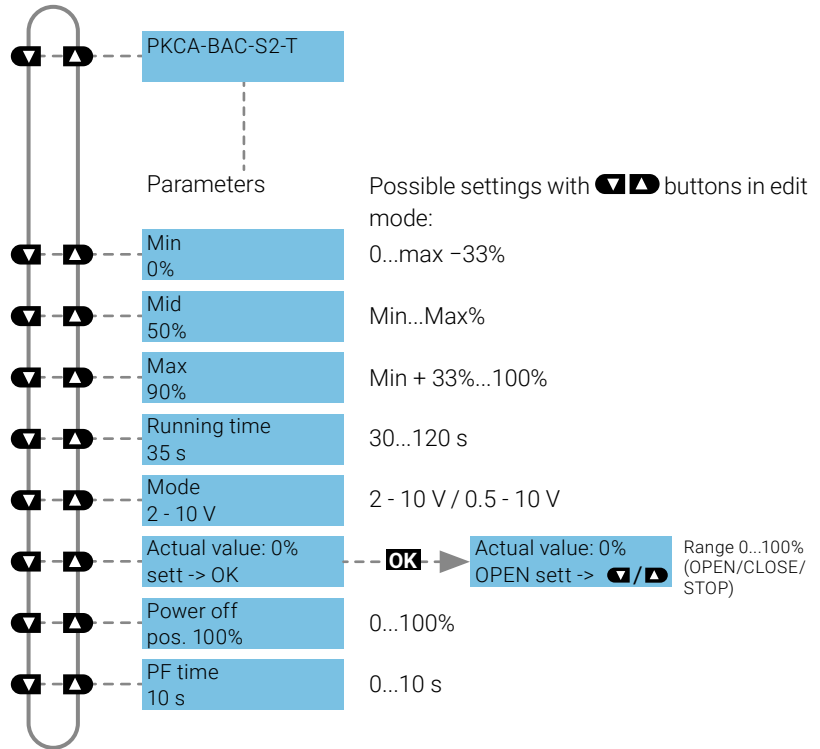 PKCA-BAC-S2-T
Parameters
Possible settings with ▼ ▲ buttons in edit
mode:
Min
0%
0...max −33%
Mid
50%
Min...Max%
Max
90%
Min + 33%...100%
Running time
35 s
30...120 s
Mode
2 - 10 V
2 - 10 V / 0.5 - 10 V
Actual value: 0%
sett -> OK
OK
Actual value: 0%
OPEN sett -> ▼/▲
Range 0...100%
(OPEN/CLOSE/
STOP)
Power off
pos. 100%
0...100%
PF time
10 s
0...10 s